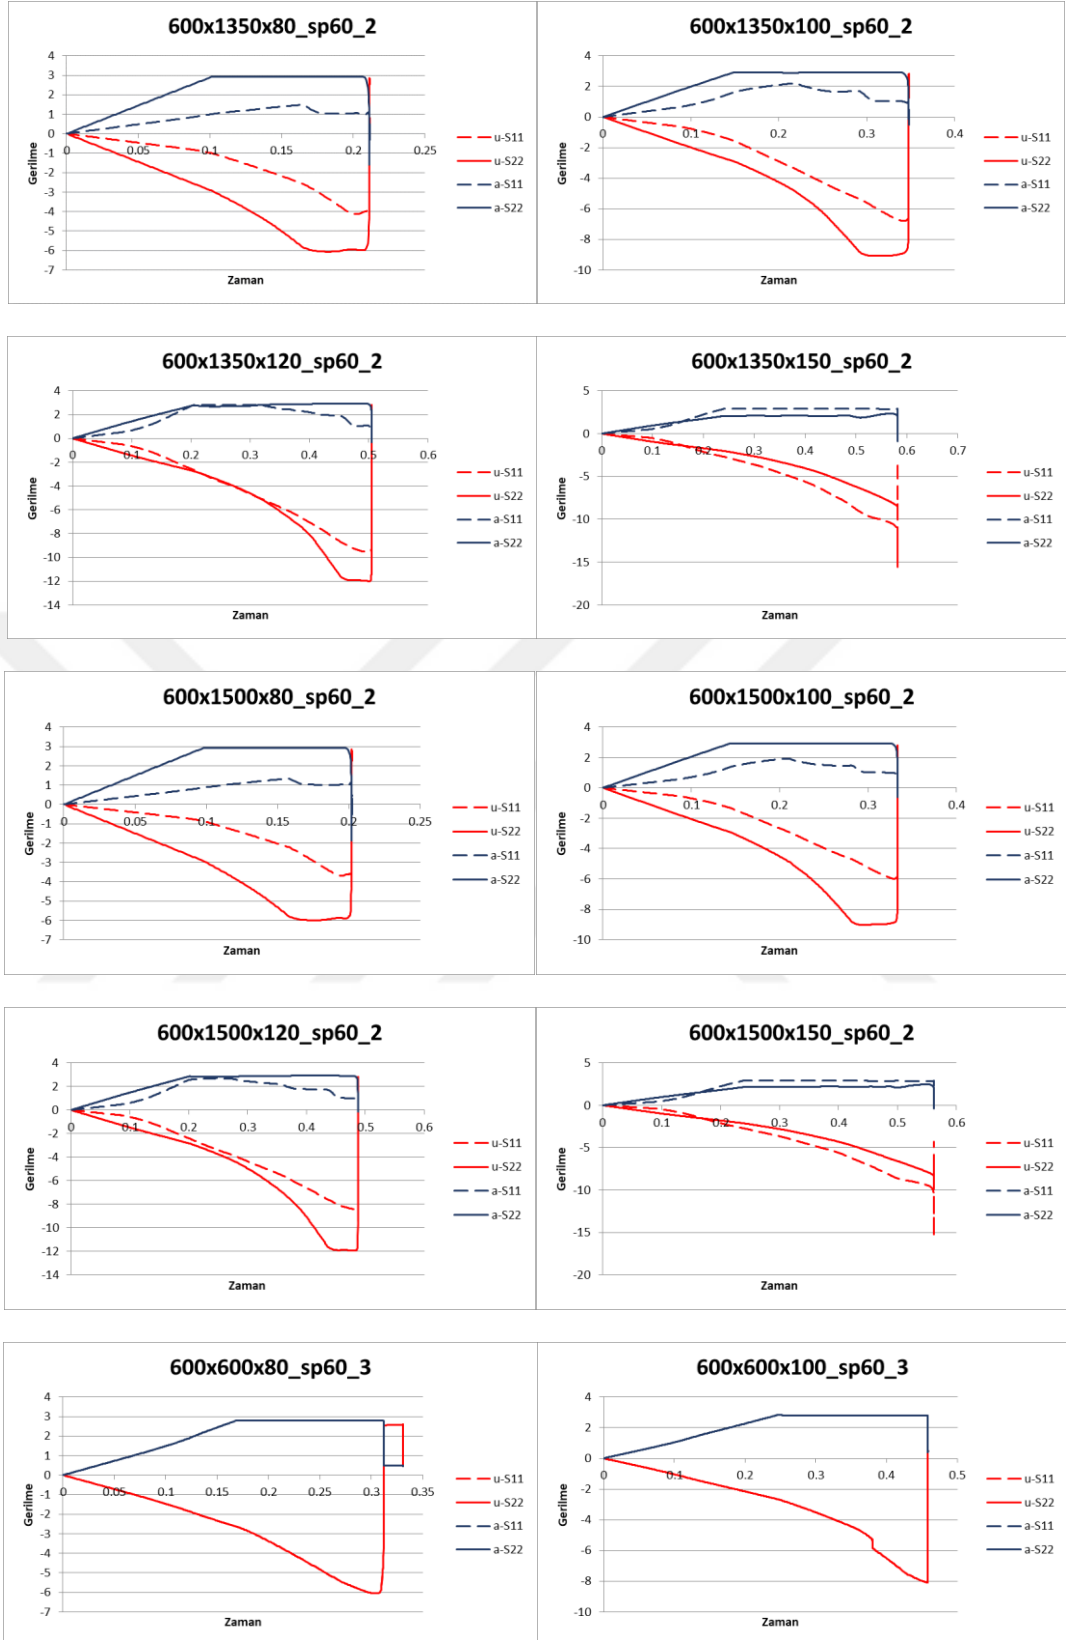 600x1350x80_sp60_2
4
3
2
1
0
-1
-2
-3
-4
-5
-6
-7
0 0.05 0.1 0.15 0.2 0.25
Gerilme
Zaman
u-S11
u-S22
a-S11
a-S22
600x1350x100_sp60_2
4
2
0
-2
-4
-6
-8
-10
0 0.1 0.2 0.3 0.4
Gerilme
Zaman
u-S11
u-S22
a-S11
a-S22
600x1350x120_sp60_2
4
2
0
-2
-4
-6
-8
-10
-12
-14
0 0.1 0.2 0.3 0.4 0.5 0.6
Gerilme
Zaman
u-S11
u-S22
a-S11
a-S22
600x1350x150_sp60_2
5
0
-5
-10
-15
-20
0 0.1 0.2 0.3 0.4 0.5 0.6 0.7
Gerilme
Zaman
u-S11
u-S22
a-S11
a-S22
600x1500x80_sp60_2
4
3
2
1
0
-1
-2
-3
-4
-5
-6
-7
0 0.05 0.1 0.15 0.2 0.25
Gerilme
Zaman
u-S11
u-S22
a-S11
a-S22
600x1500x100_sp60_2
4
2
0
-2
-4
-6
-8
-10
0 0.1 0.2 0.3 0.4
Gerilme
Zaman
u-S11
u-S22
a-S11
a-S22
600x1500x120_sp60_2
4
2
0
-2
-4
-6
-8
-10
-12
-14
0 0.1 0.2 0.3 0.4 0.5 0.6
Gerilme
Zaman
u-S11
u-S22
a-S11
a-S22
600x1500x150_sp60_2
5
0
-5
-10
-15
-20
0 0.1 0.2 0.3 0.4 0.5 0.6
Gerilme
Zaman
u-S11
u-S22
a-S11
a-S22
600x600x80_sp60_3
4
3
2
1
0
-1
-2
-3
-4
-5
-6
-7
0 0.05 0.1 0.15 0.2 0.25 0.3 0.35
Gerilme
Zaman
u-S11
u-S22
a-S11
a-S22
600x600x100_sp60_3
4
2
0
-2
-4
-6
-8
-10
0 0.1 0.2 0.3 0.4 0.5
Gerilme
Zaman
u-S11
u-S22
a-S11
a-S22